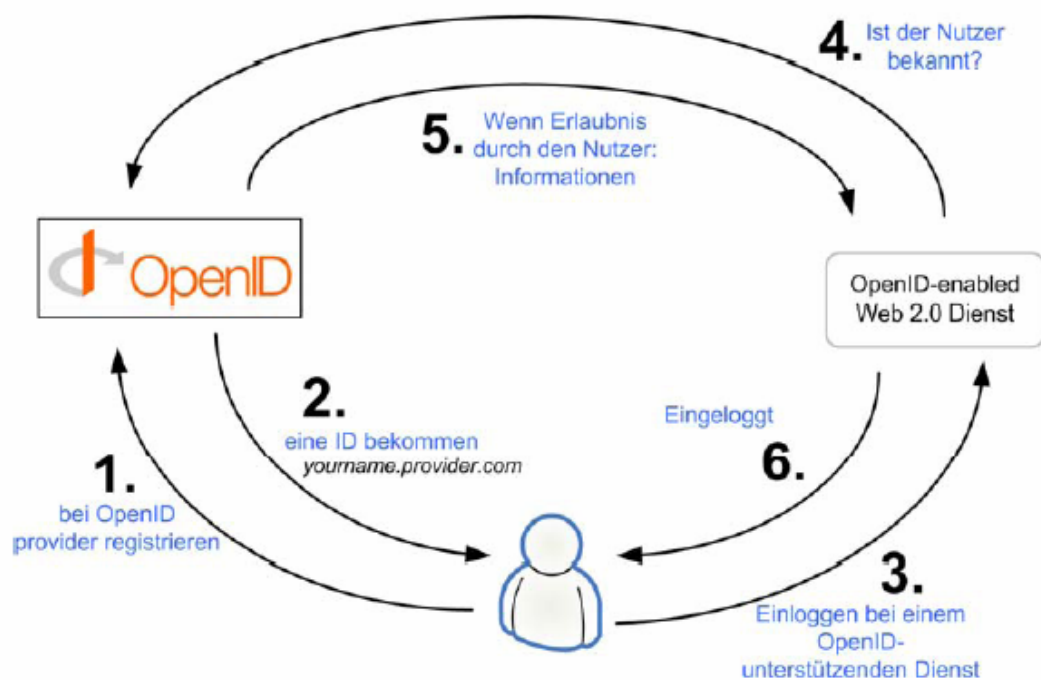 4. Ist der Nutzer
bekannt?
5. Wenn Erlaubnis
durch den Nutzer:
Informationen
OpenID
OpenID-enabled
Web 2.0 Dienst
2.
eine ID bekommen
yourname.provider.com
Eingeloggt
6.
1.
bei OpenID
provider registrieren
3.
Einloggen bei einem
OpenID-
unterstützenden Dienst